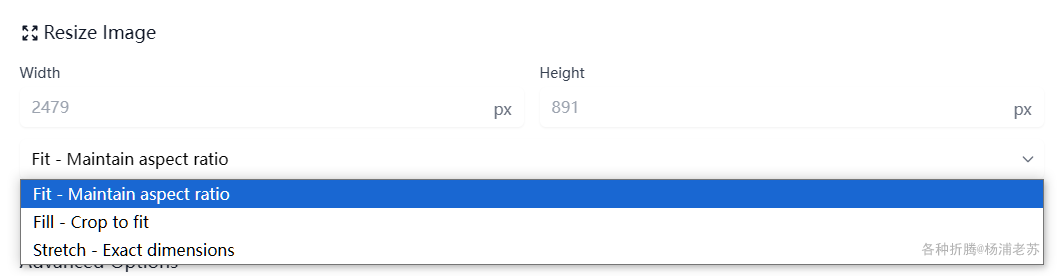 Resize Image
Width
Height
2479 px
891 px
Fit - Maintain aspect ratio
Fit - Maintain aspect ratio
Fill - Crop to fit
Stretch - Exact dimensions
各种折腾@杨浦老苏
Advanced Options